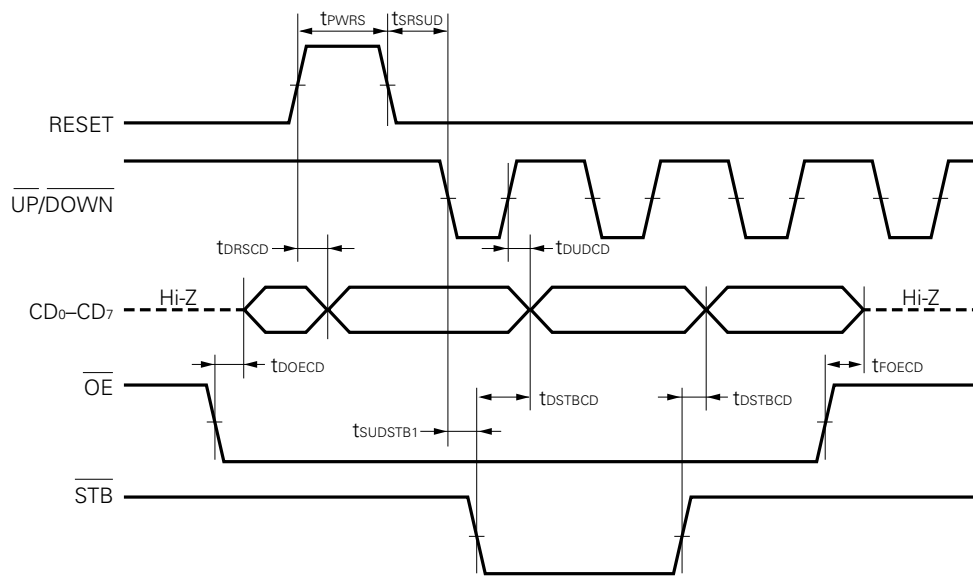 tPWRS tSRSUD
RESET
UP/DOWN
tDRSCD tDUDCD
Hi-Z Hi-Z
CD0–CD7
tDOECD tFOECD
OE
tDSTBCD tDSTBCD
tSUDSTB1
STB